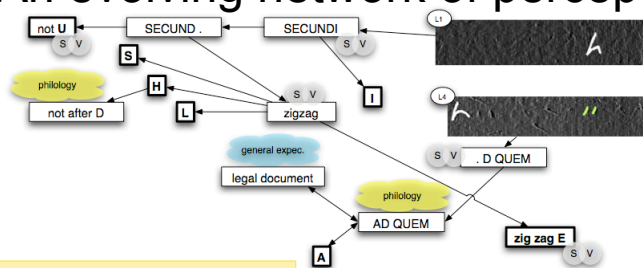 An evolving network of percep
L1
not U
SECUND .
SECUNDI
S V
S V
S
philology
H
S V
I
L4
not after D
L
zigzag
general expec.
S V
. D QUEM
legal document
philology
AD QUEM
zig zag E
A
S V